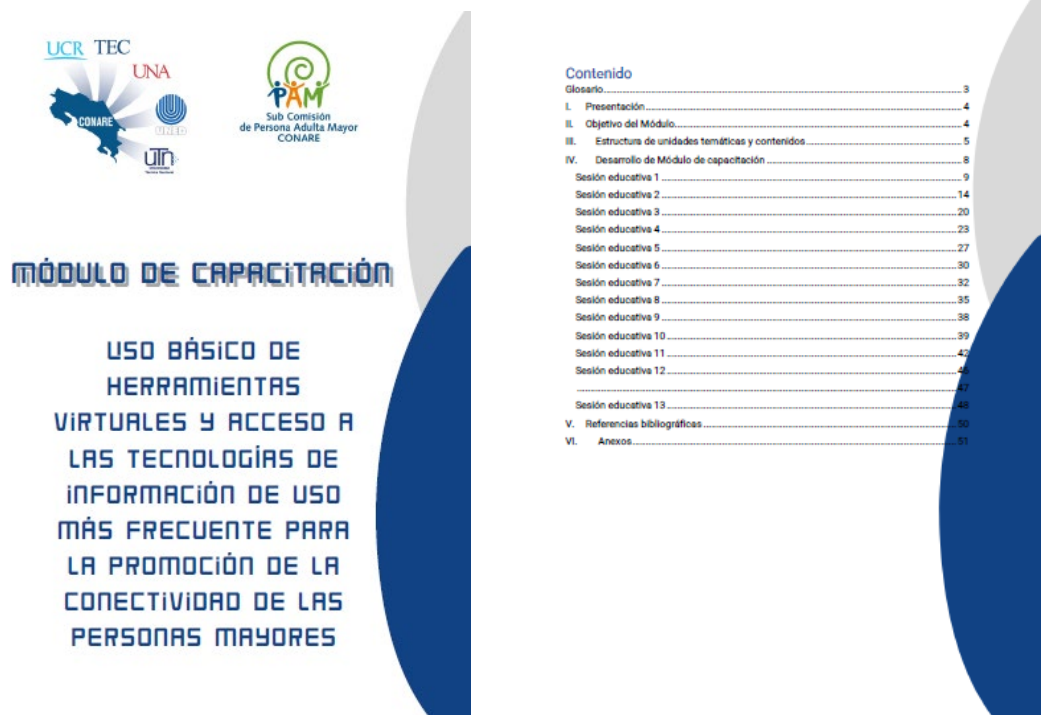 UCR TEC
UNA
CONARE
UNED
UTN
Universidad
Técnica Nacional
PAM
Sub Comisión
de Persona Adulta Mayor
CONARE
MÓDULO DE CAPACITACIÓN
USO BÁSICO DE
HERRAMIENTAS
VIRTUALES Y ACCESO A
LAS TECNOLOGÍAS DE
INFORMACIÓN DE USO
MÁS FRECUENTE PARA
LA PROMOCIÓN DE LA
CONECTIVIDAD DE LAS
PERSONAS MAYORES
Contenido
Glosario 3
I. Presentación 4
II. Objetivo del Módulo 4
III. Estructura de unidades temáticas y contenidos 5
IV. Desarrollo de Módulo de capacitación 8
Sesión educativa 1 9
Sesión educativa 2 14
Sesión educativa 3 20
Sesión educativa 4 23
Sesión educativa 5 27
Sesión educativa 6 30
Sesión educativa 7 32
Sesión educativa 8 35
Sesión educativa 9 38
Sesión educativa 10 39
Sesión educativa 11 42
Sesión educativa 12 46
47
Sesión educativa 13 48
V. Referencias bibliográficas 50
VI. Anexos 51